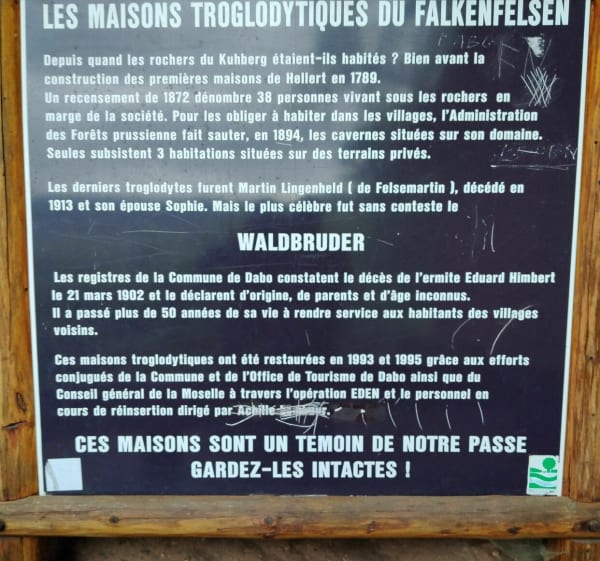 LES MAISONS TROGLODYTIQUES DU FALKENFELSEN
Depuis quand les rochers du Kuhberg étaient-ils habités ? Bien avant la
construction des premières maisons de Hellert en 1789.
Un recensement de 1872 dénombre 38 personnes vivant sous les rochers en
marge de la société. Pour les obliger à habiter dans les villages, l'Administration
des Forêts prussienne fait sauter, en 1894, les cavernes situées sur son domaine.
Seules subsistent 3 habitations situées sur des terrains privés.
Les derniers troglodytes furent Martin Lingenheld ( de Felsemartin ), décédé en
1913 et son épouse Sophie. Mais le plus célèbre fut sans conteste le
WALDBRUDER
Les registres de la Commune de Dabo constatent le décès de l'ermite Eduard Himbert
le 21 mars 1902 et le déclarent d'origine, de parents et d'âge inconnus.
Il a passé plus de 50 années de sa vie à rendre service aux habitants des villages
voisins.
Ces maisons troglodytiques ont été restaurées en 1993 et 1995 grâce aux efforts
conjugués de la Commune et de l'Office de Tourisme de Dabo ainsi que du
Conseil général de la Moselle à travers l'opération EDEN et le personnel en
cours de réinsertion dirigé par Achille
CES MAISONS SONT UN TEMOIN DE NOTRE PASSE
GARDEZ-LES INTACTES !